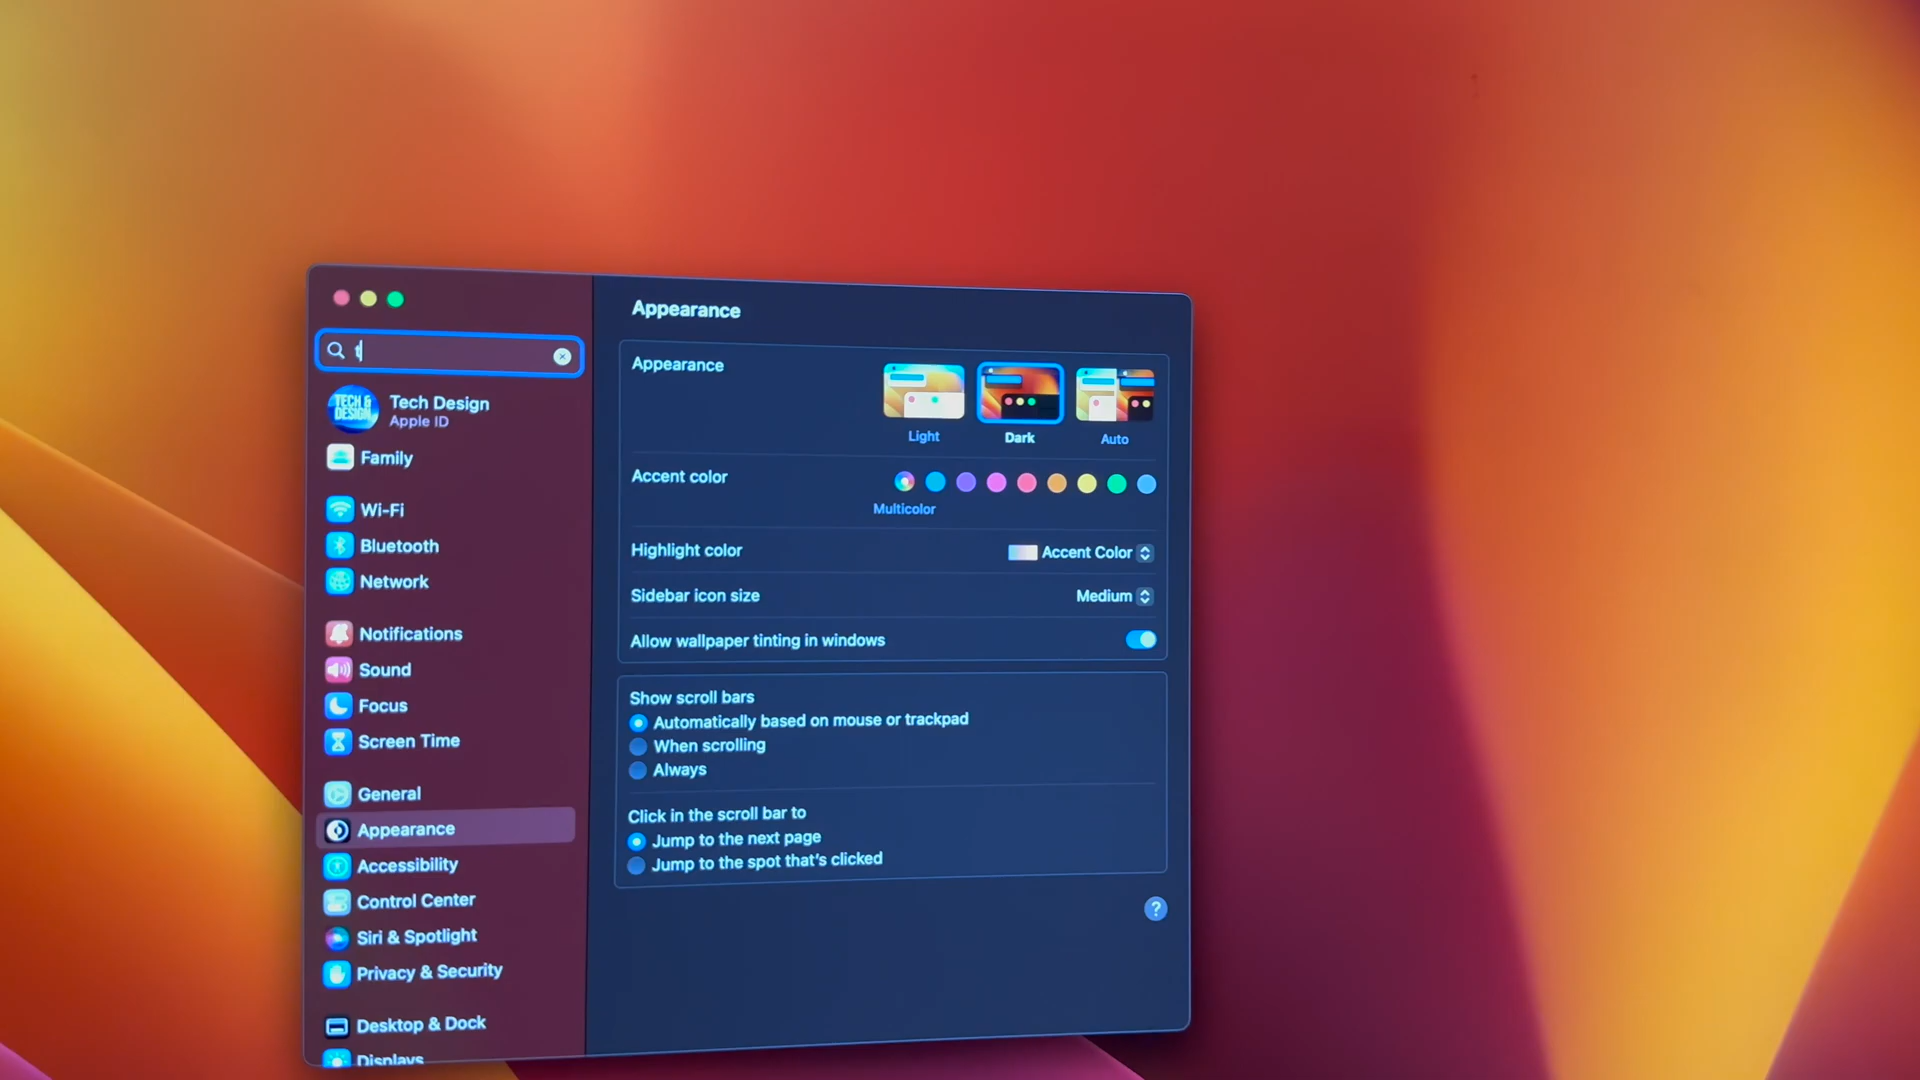 Appearance
t
TECH &
DESIGN
Tech Design
Apple ID
Family
Wi-Fi
Bluetooth
Network
Notifications
Sound
Focus
Screen Time
General
Appearance
Accessibility
Control Center
Siri & Spotlight
Privacy & Security
Desktop & Dock
Displays
Appearance
Light
Dark
Auto
Accent color
Multicolor
Highlight color
Accent Color
Sidebar icon size
Medium
Allow wallpaper tinting in windows
Show scroll bars
Automatically based on mouse or trackpad
When scrolling
Always
Click in the scroll bar to
Jump to the next page
Jump to the spot that's clicked
?